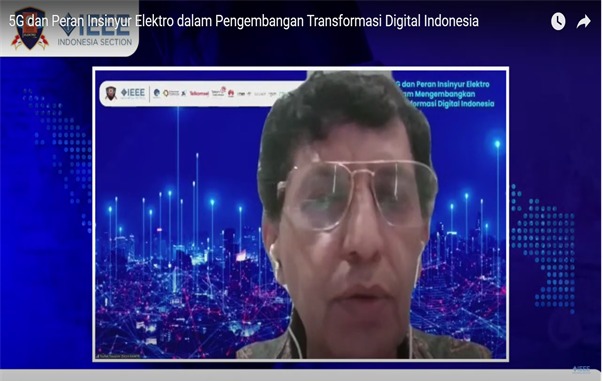 5G dan Peran Insinyur Elektro dalam Pengembangan Transformasi Digital Indonesia
IEEE
INDONESIA SECTION
IEEE
Telkomsel
5G dan Peran Insinyur Elektro
dalam Mengembangkan
Transformasi Digital Indonesia
IEEE